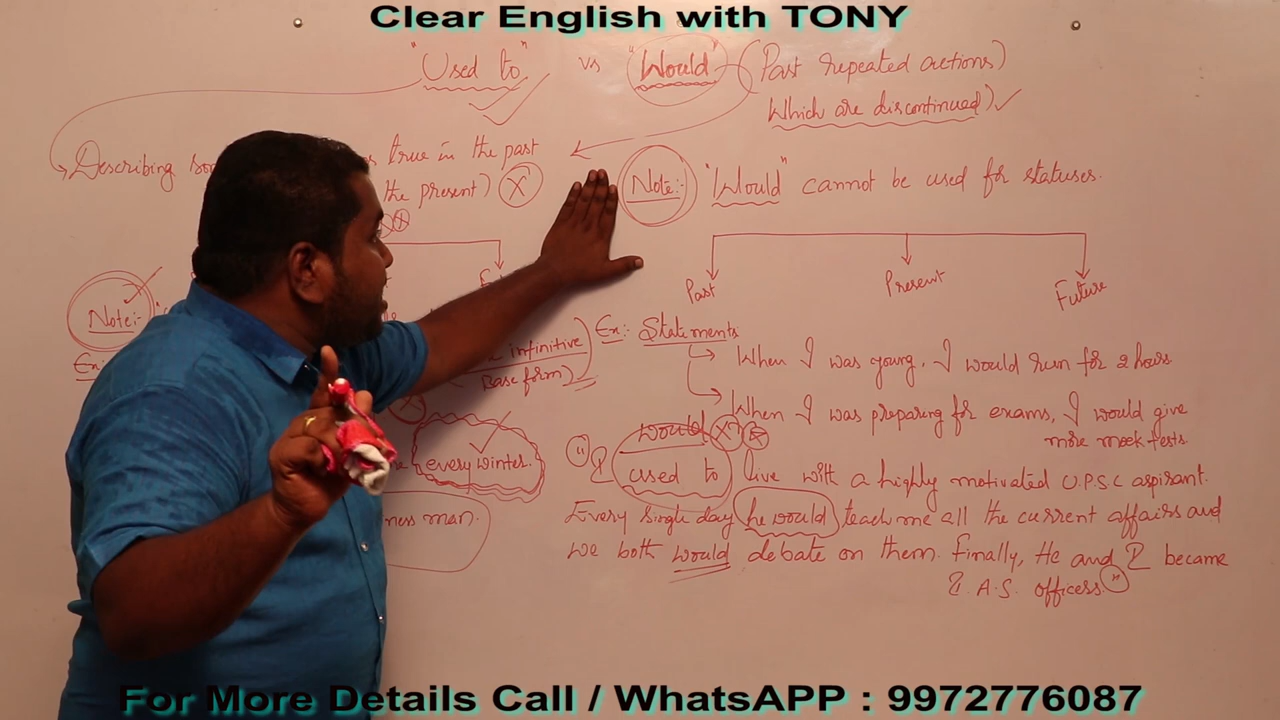 Clear English with TONY
"Used to" vs "Would" (Past repeated actions)
Which are discontinued)
Describing true in the past
the present) X
Note:- "Would" cannot be used for statuses.
Past Present Future
Note:-
Ex:
infinitive
Base form)
Ex:- Statements
When I was young, I would run for 2 hours
When I was preparing for exams, I would give
more mock tests.
every winter.
ness man.
would X
"I used to live with a highly motivated U.P.S.C aspirant.
Every single day he would teach me all the current affairs and
we both would debate on them. Finally, He and I became
I.A.S. officers."
For More Details Call / WhatsAPP : 9972776087